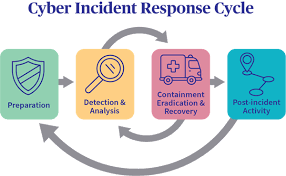 Cyber Incident Response Cycle
Preparation
Detection &
Analysis
Containment
Eradication &
Recovery
Post-incident
Activity